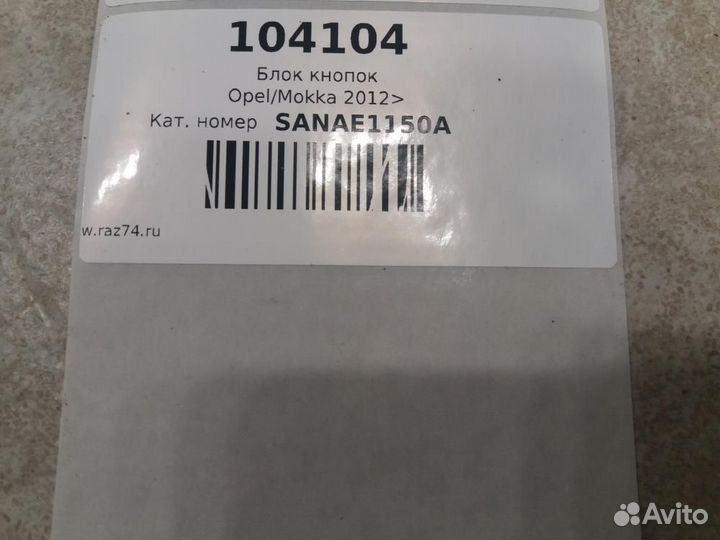 104104
Блок кнопок
Opel/Mokka 2012>
Кат. номер SANAE1150A
w.raz74.ru
Avito